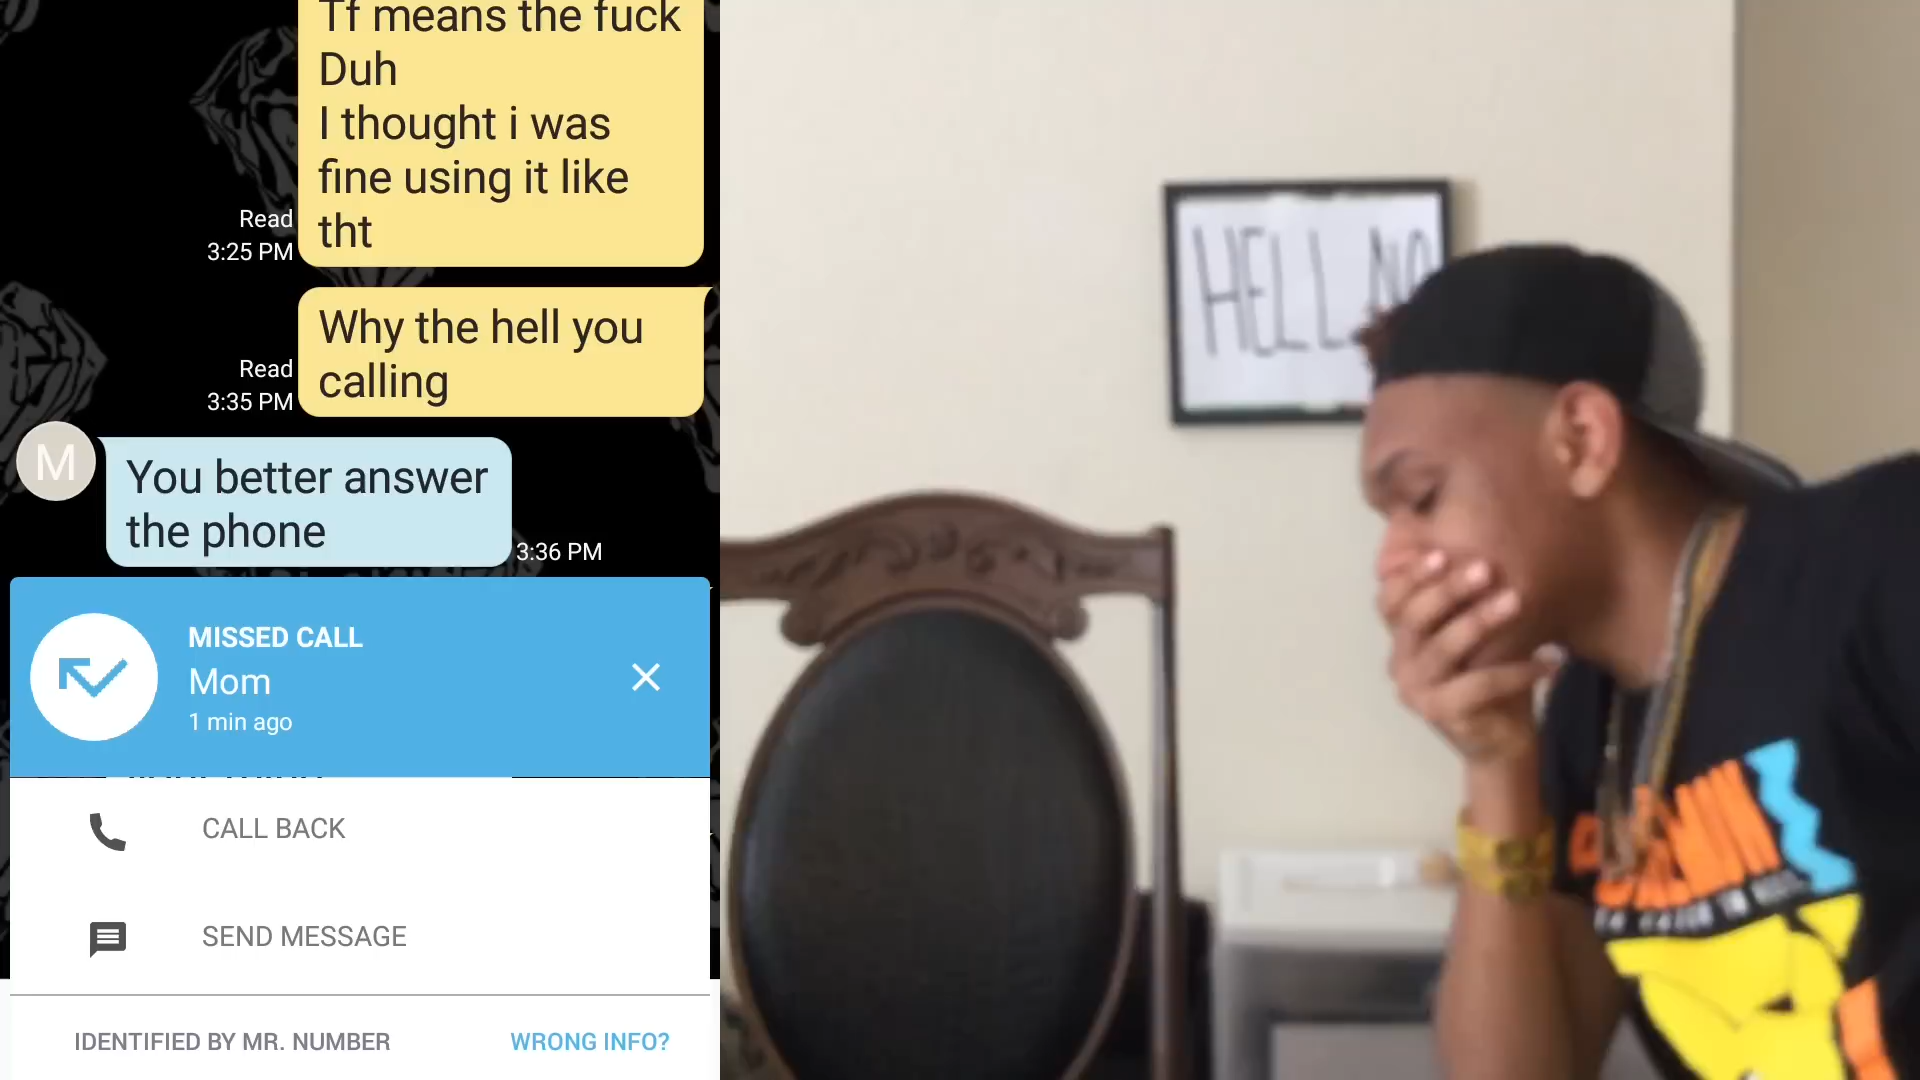 Tf means the fuck
Duh
I thought i was
fine using it like
tht
Read
3:25 PM
Why the hell you
calling
Read
3:35 PM
M
You better answer
the phone
3:36 PM
MISSED CALL
Mom
1 min ago
CALL BACK
SEND MESSAGE
IDENTIFIED BY MR. NUMBER
WRONG INFO?
HELL NO